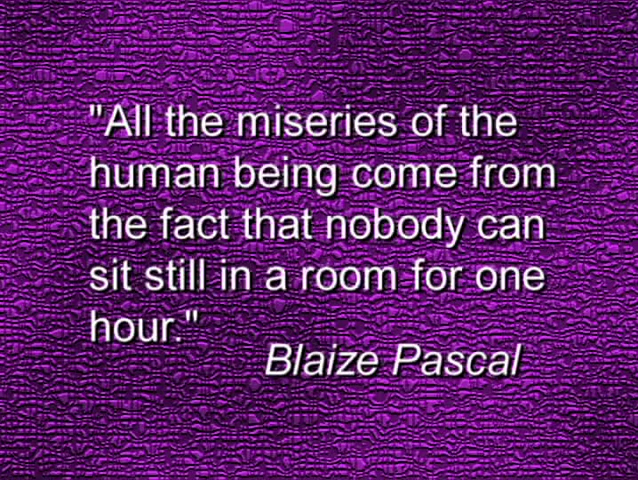 "All the miseries of the
human being come from
the fact that nobody can
sit still in a room for one
hour."
Blaize Pascal